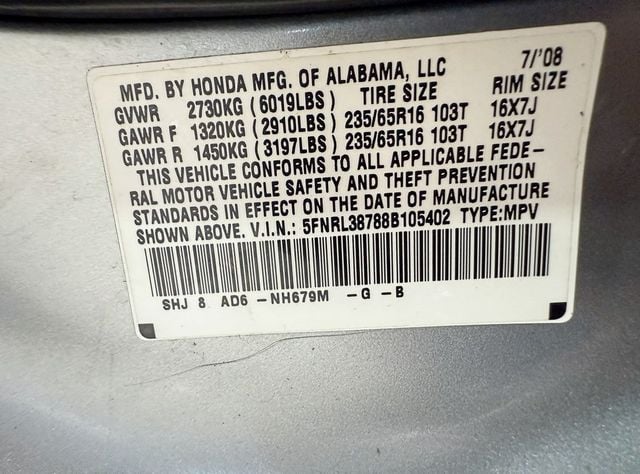 MFD. BY HONDA MFG. OF ALABAMA, LLC 7/'08
GVWR 2730KG (6019LBS) TIRE SIZE RIM SIZE
GAWR F 1320KG (2910LBS) 235/65R16 103T 16X7J
GAWR R 1450KG (3197LBS) 235/65R16 103T 16X7J
THIS VEHICLE CONFORMS TO ALL APPLICABLE FEDE-
RAL MOTOR VEHICLE SAFETY AND THEFT PREVENTION
STANDARDS IN EFFECT ON THE DATE OF MANUFACTURE
SHOWN ABOVE. V.I.N.: 5FNRL38788B105402 TYPE:MPV
SHJ 8 AD6 -NH679M -G -B